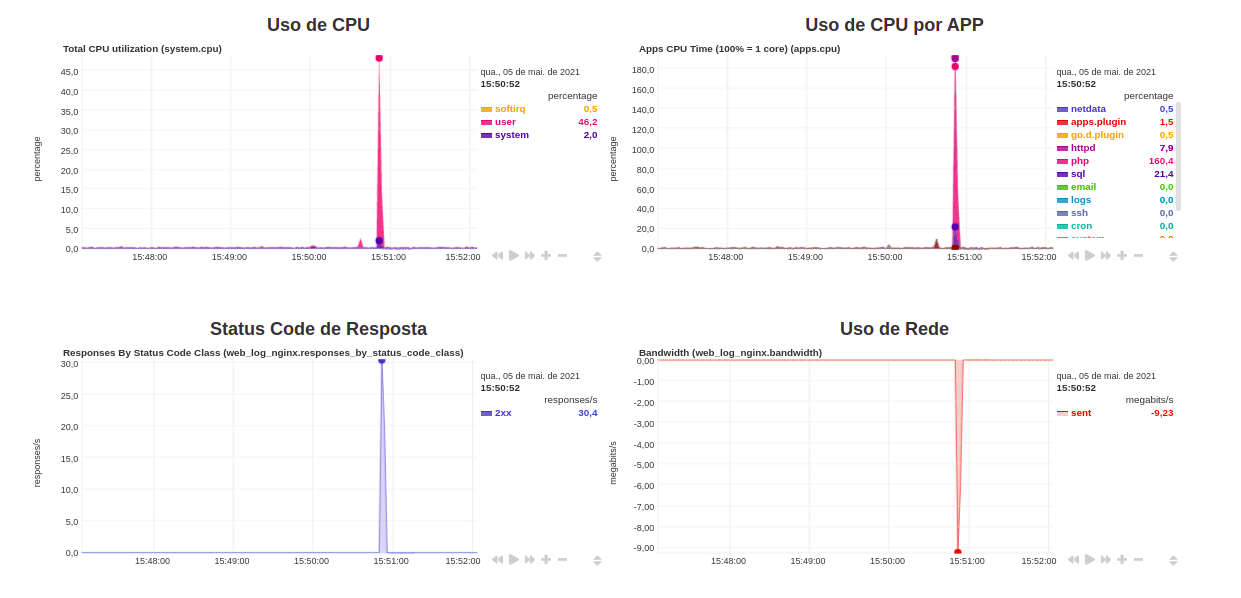 Uso de CPU
Total CPU utilization (system.cpu)
percentage
45,0
40,0
35,0
30,0
25,0
20,0
15,0
10,0
5,0
0,0
15:48:00 15:49:00 15:50:00 15:51:00 15:52:00
qua., 05 de mai. de 2021
15:50:52
percentage
softirq 0,5
user 46,2
system 2,0
Uso de CPU por APP
Apps CPU Time (100% = 1 core) (apps.cpu)
percentage
180,0
160,0
140,0
120,0
100,0
80,0
60,0
40,0
20,0
0,0
15:48:00 15:49:00 15:50:00 15:51:00 15:52:00
qua., 05 de mai. de 2021
15:50:52
percentage
netdata 0,5
apps.plugin 1,5
go.d.plugin 0,5
httpd 7,9
php 160,4
sql 21,4
email 0,0
logs 0,0
ssh 0,0
cron 0,0
Status Code de Resposta
Responses By Status Code Class (web_log_nginx.responses_by_status_code_class)
responses/s
30,0
25,0
20,0
15,0
10,0
5,0
0,0
15:48:00 15:49:00 15:50:00 15:51:00 15:52:00
qua., 05 de mai. de 2021
15:50:52
responses/s
2xx 30,4
Uso de Rede
Bandwidth (web_log_nginx.bandwidth)
megabits/s
0,00
-1,00
-2,00
-3,00
-4,00
-5,00
-6,00
-7,00
-8,00
-9,00
15:48:00 15:49:00 15:50:00 15:51:00 15:52:00
qua., 05 de mai. de 2021
15:50:52
megabits/s
sent -9,23